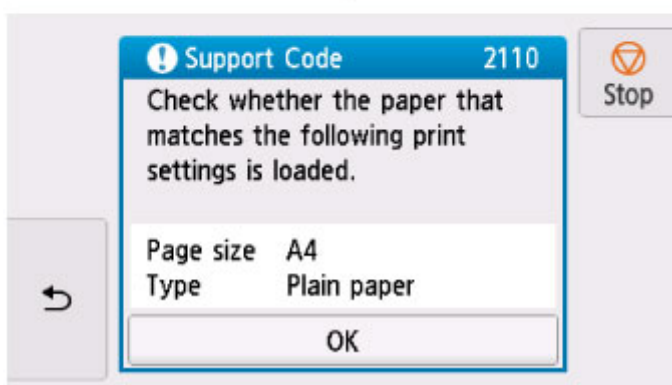 Support Code 2110
Stop
Check whether the paper that
matches the following print
settings is loaded.
Page size A4
Type Plain paper
OK